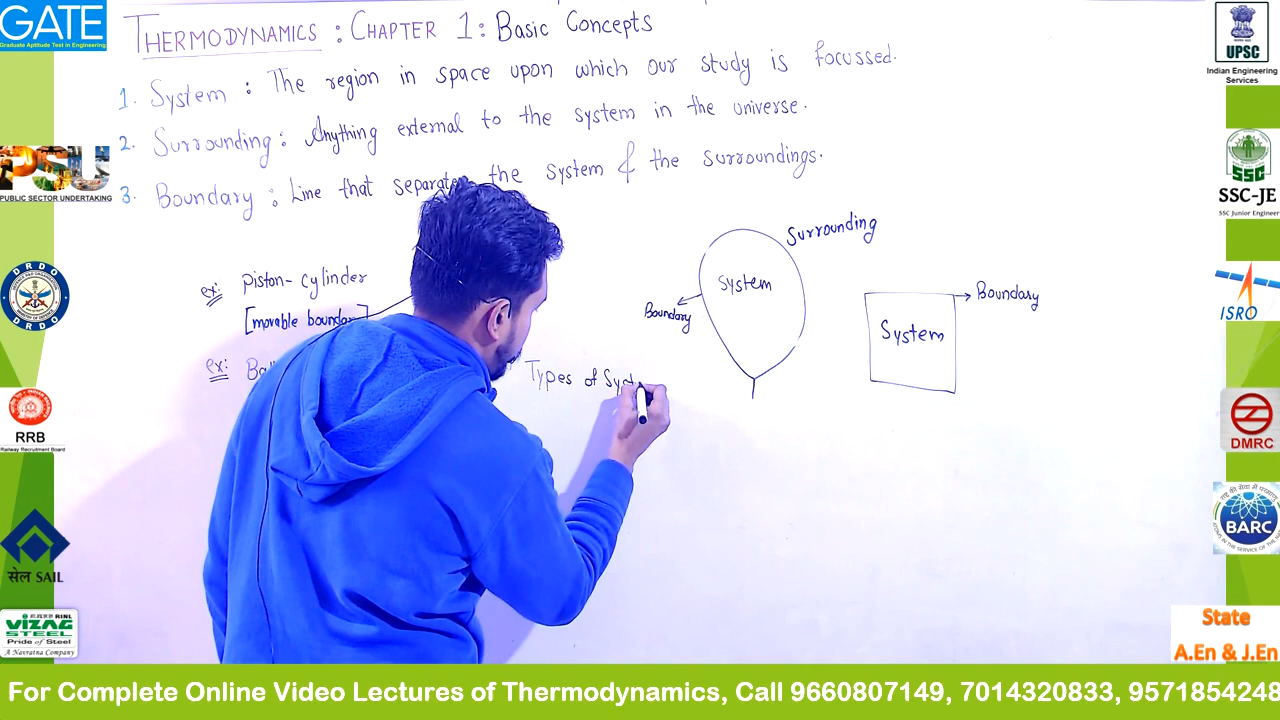 GATE
Graduate Aptitude Test in Engineering
THERMODYNAMICS : CHAPTER 1 : Basic Concepts
1. System : The region in space upon which our study is focussed.
2. Surrounding : Anything external to the system in the universe.
3. Boundary : Line that separates the System & the surroundings.
ex: Piston-cylinder
[movable boundary]
ex:
Types of Syst
Surrounding
System
Boundary
System
Boundary
PSU
PUBLIC SECTOR UNDERTAKING
DRDO
DRDO
RRB
Railway Recruitment Board
सेल SAIL
RINL
VIZAG
STEEL
Pride of Steel
A Navratna Company
UPSC
Indian Engineering
Services
SSC
SSC-JE
SSC Junior Engineer
ISRO
DMRC
BARC
State
A.En & J.En
For Complete Online Video Lectures of Thermodynamics, Call 9660807149, 7014320833, 9571854248